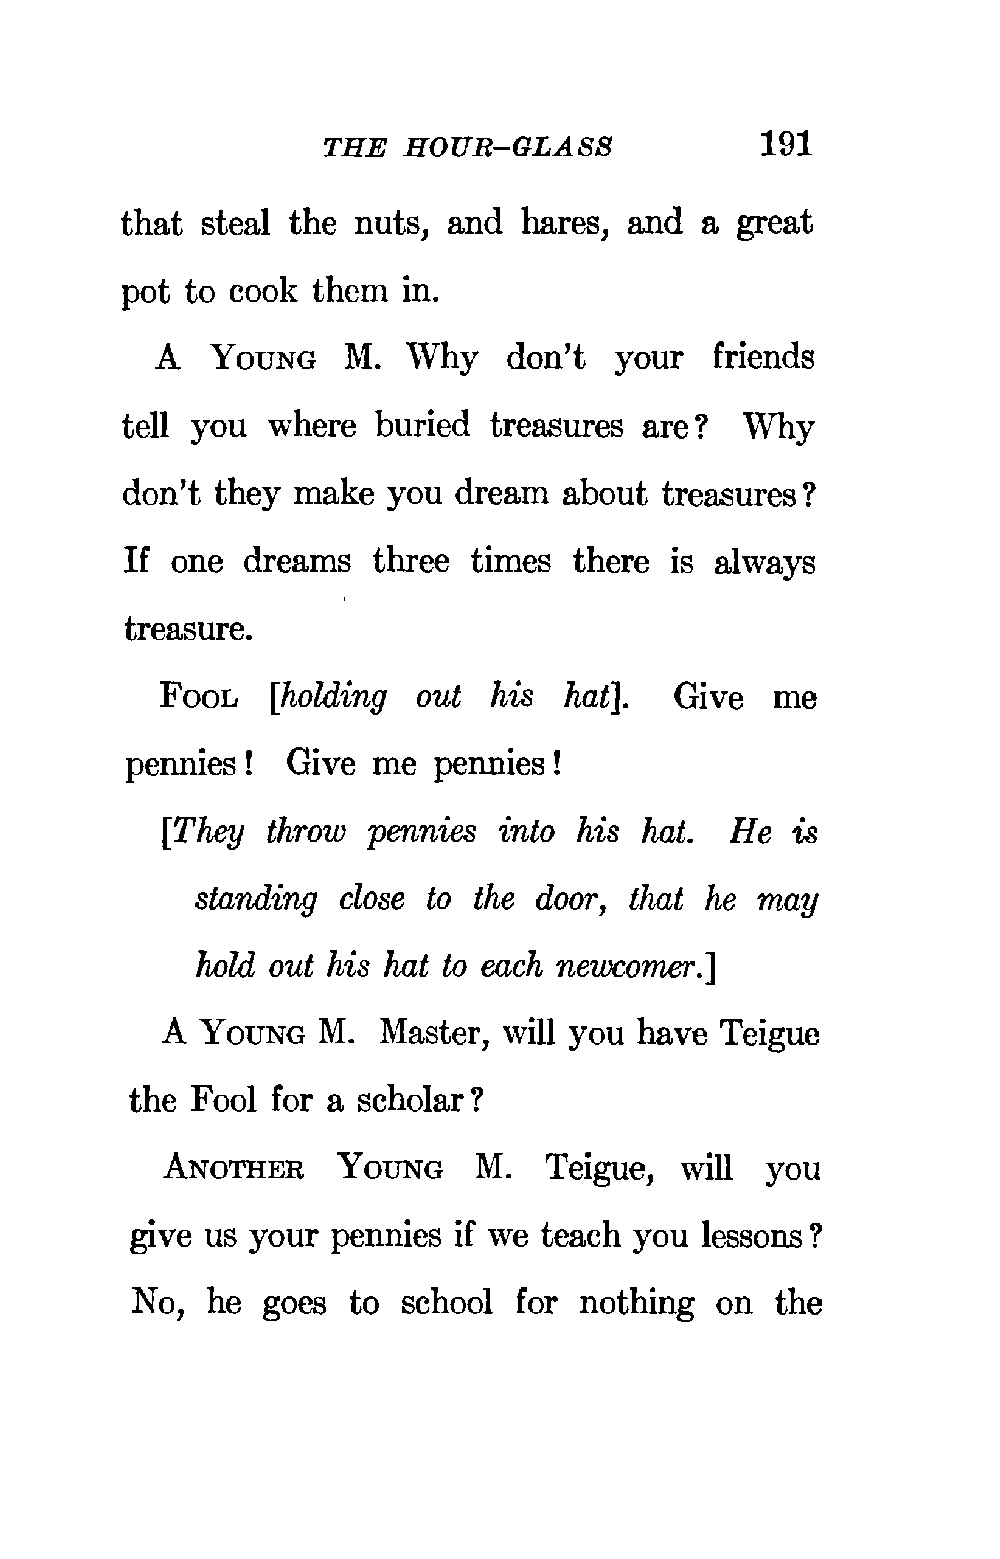 THE HOUR-GLASS 191
that steal the nuts, and hares, and a great
pot to cook them in.
A YOUNG M. Why don't your friends
tell you where buried treasures are? Why
don't they make you dream about treasures?
If one dreams three times there is always
treasure.
FOOL [holding out his hat]. Give me
pennies! Give me pennies!
[They throw pennies into his hat. He is
standing close to the door, that he may
hold out his hat to each newcomer.]
A YOUNG M. Master, will you have Teigue
the Fool for a scholar?
ANOTHER YOUNG M. Teigue, will you
give us your pennies if we teach you lessons?
No, he goes to school for nothing on the